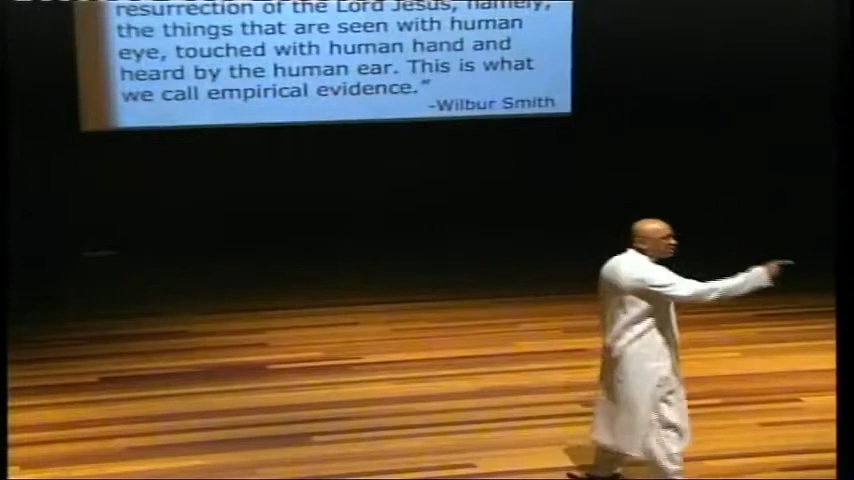 resurrection of the Lord Jesus, namely,
the things that are seen with human
eye, touched with human hand and
heard by the human ear. This is what
we call empirical evidence."
-Wilbur Smith